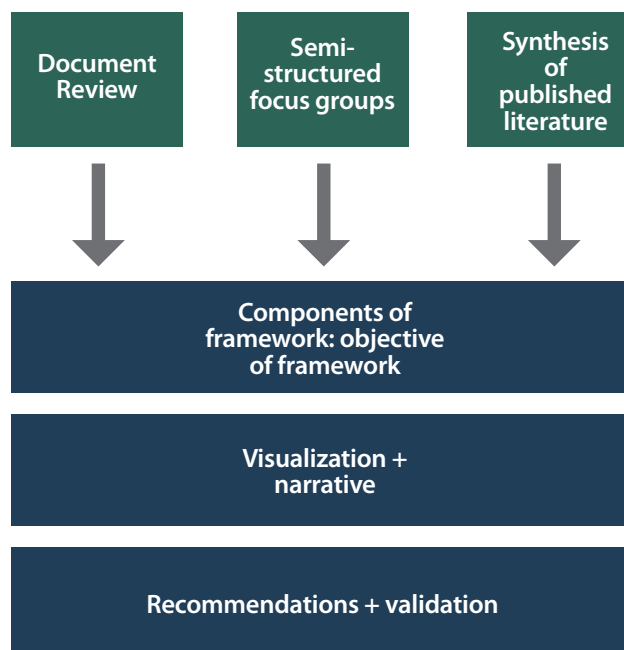 Document
Review
Semi-
structured
focus groups
Synthesis
of
published
literature
Components of
framework: objective
of framework
Visualization +
narrative
Recommendations + validation